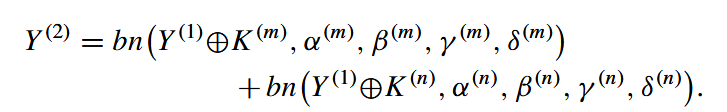 Y⁽²⁾ = bn(Y⁽¹⁾⊕K⁽ᵐ⁾, α⁽ᵐ⁾, β⁽ᵐ⁾, γ⁽ᵐ⁾, δ⁽ᵐ⁾)
+ bn(Y⁽¹⁾⊕K⁽ⁿ⁾, α⁽ⁿ⁾, β⁽ⁿ⁾, γ⁽ⁿ⁾, δ⁽ⁿ⁾).